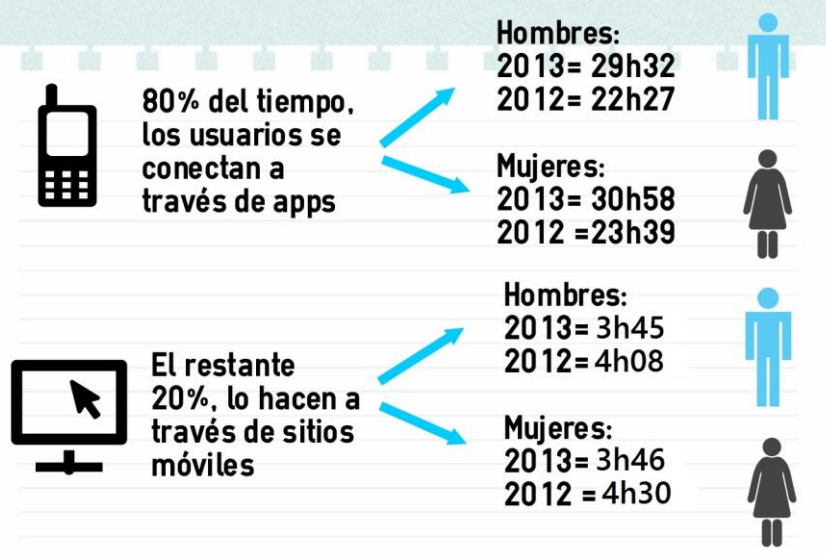 80% del tiempo,
los usuarios se
conectan a
través de apps
Hombres:
2013= 29h32
2012= 22h27
Mujeres:
2013= 30h58
2012 =23h39
El restante
20%, lo hacen a
través de sitios
móviles
Hombres:
2013= 3h45
2012= 4h08
Mujeres:
2013= 3h46
2012 = 4h30